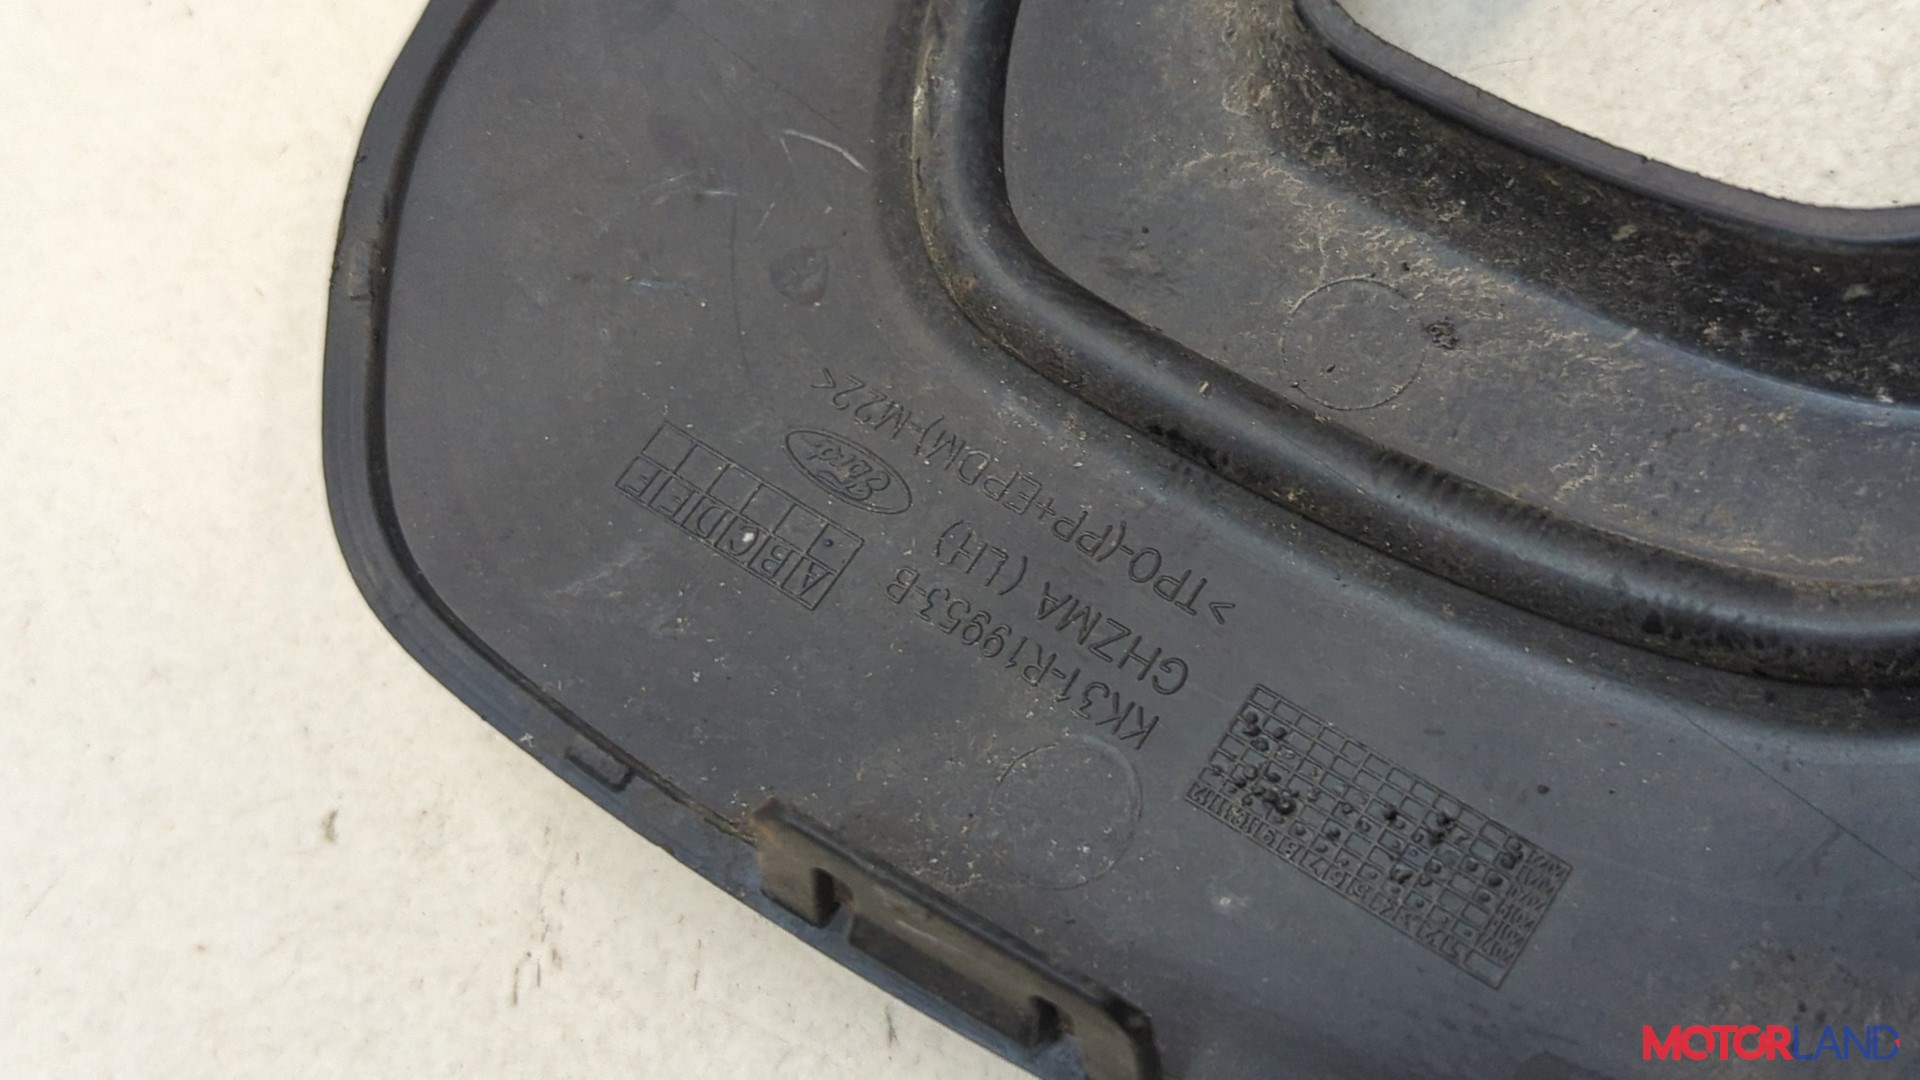 >TPO-(PP+EPDM)-M22<
GHZMA (LH)
KK31-R19953-B
Ford
A B C D E F
MOTORLAND